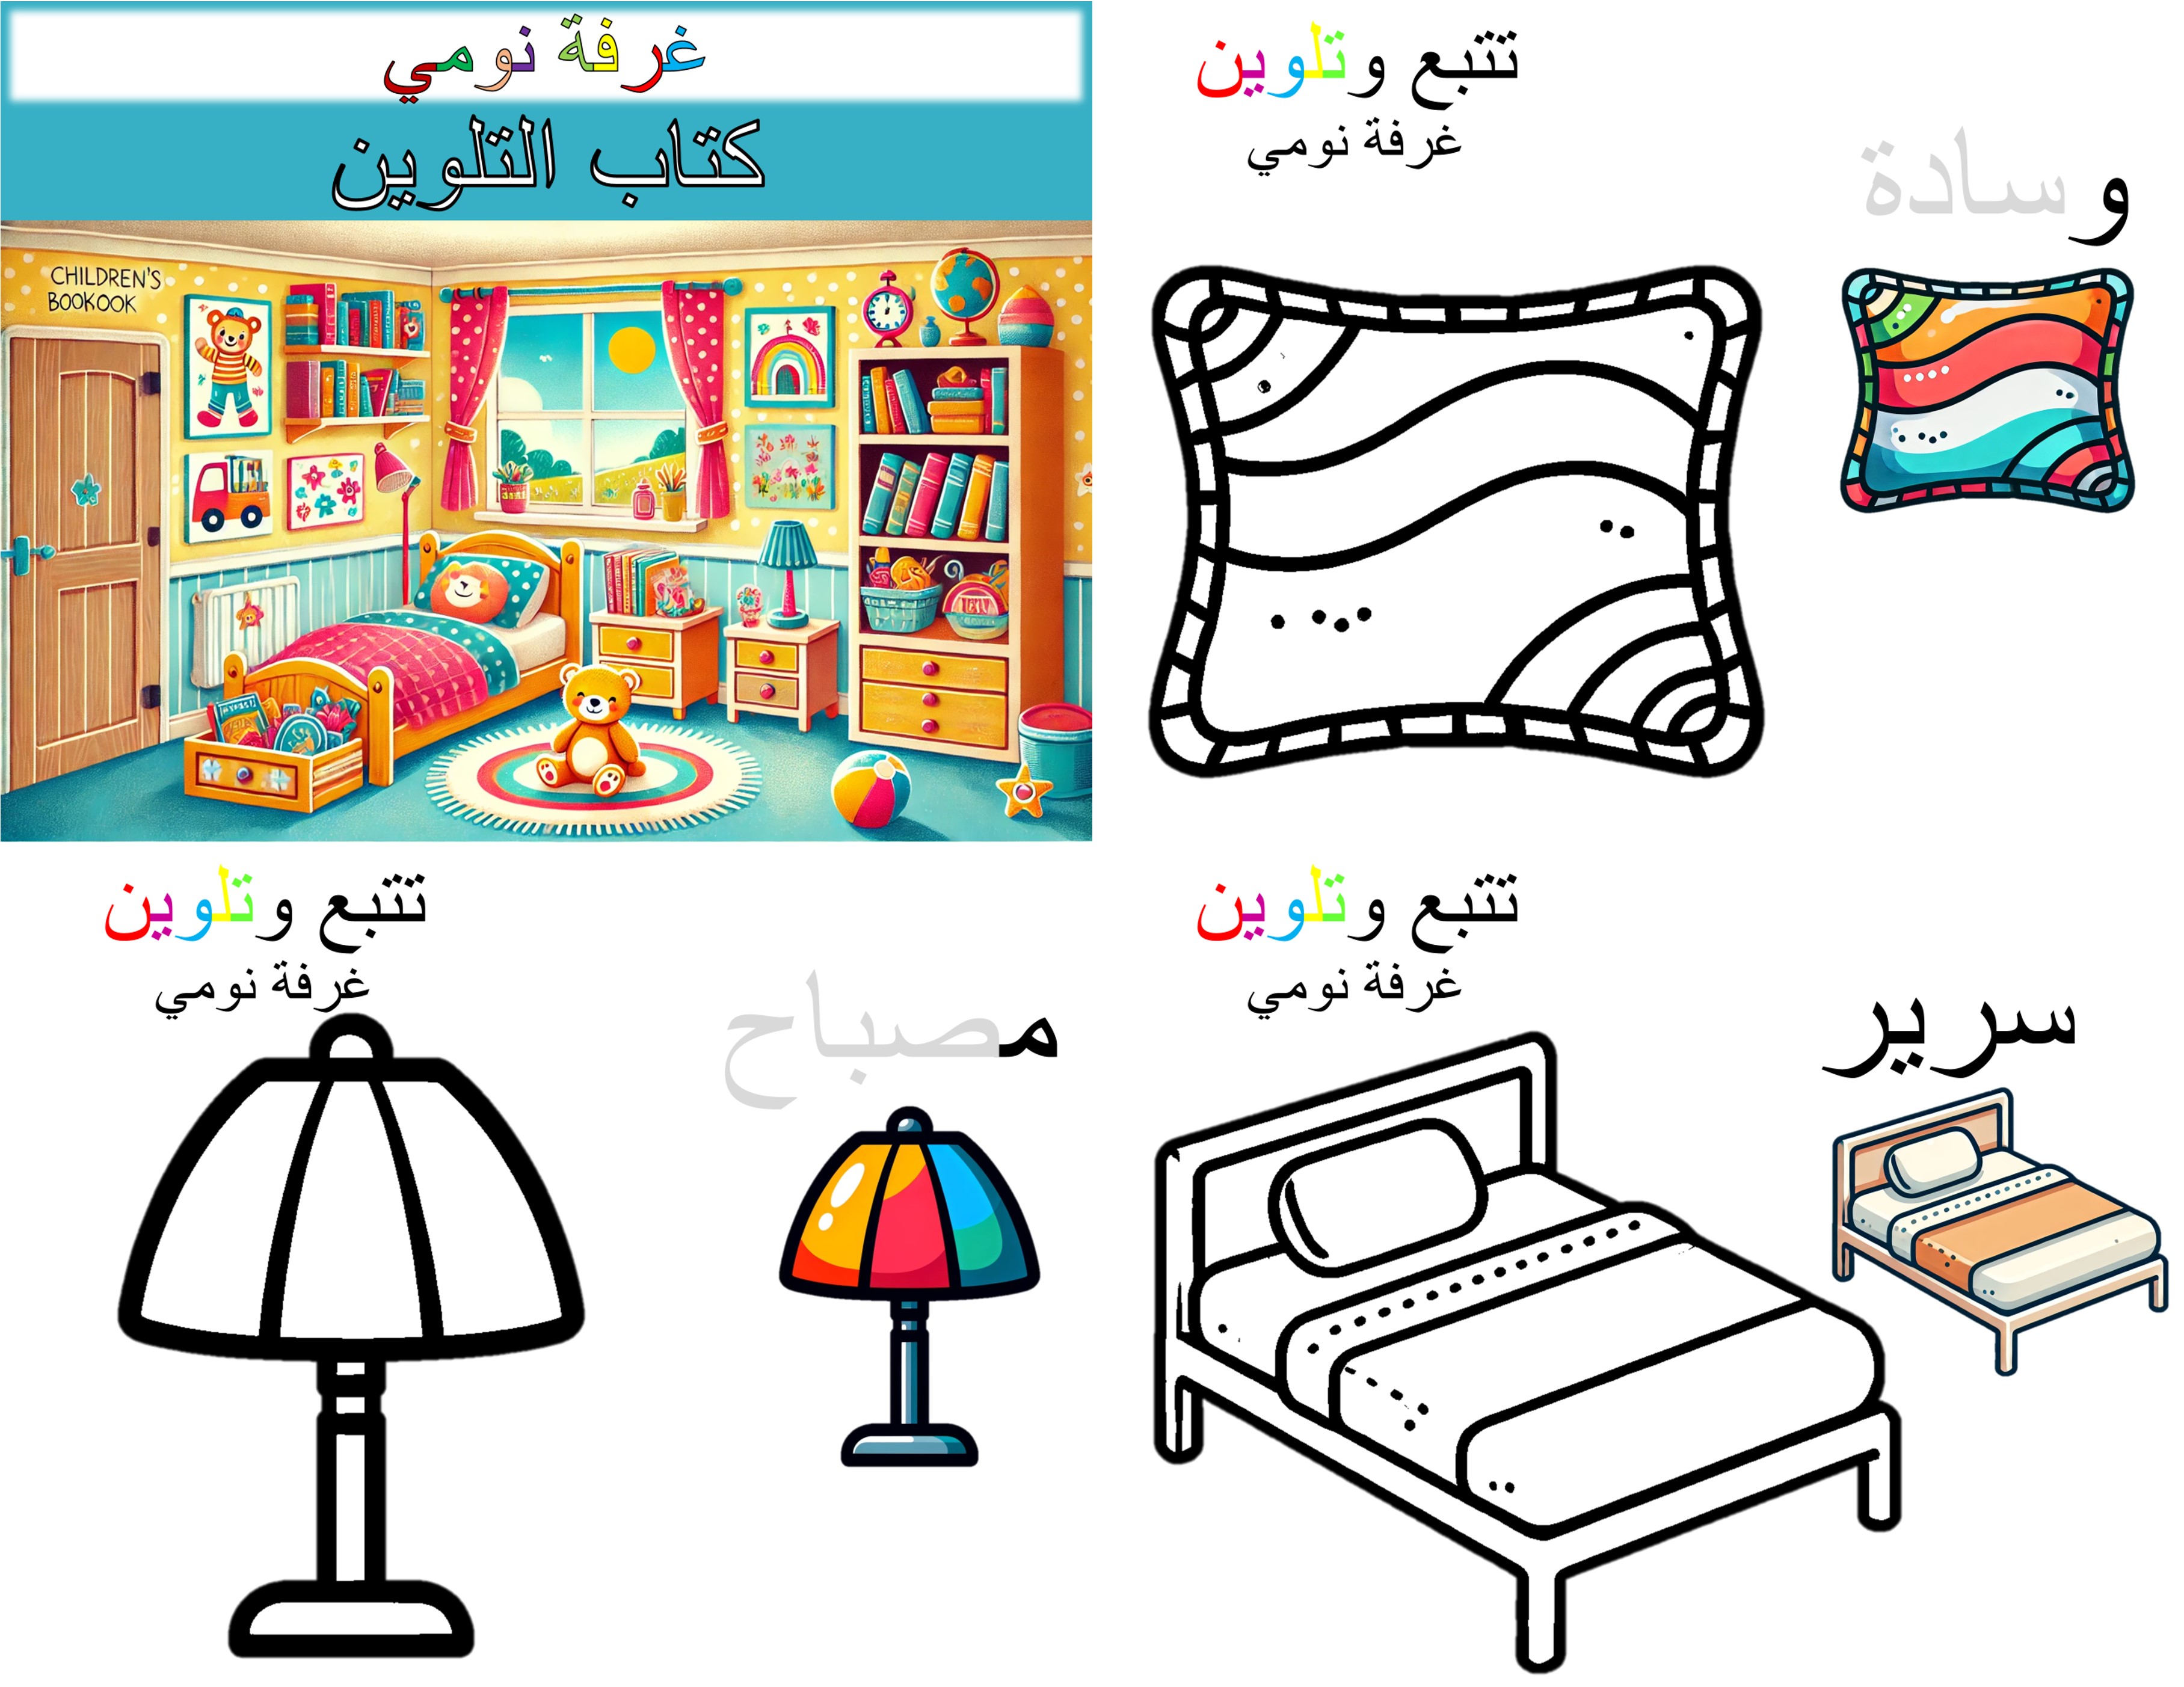 غرفة نومي
كتاب التلوين
CHILDREN'S
BOOKOOK
تتبع وتلوين
غرفة نومي
وسادة
تتبع وتلوين
غرفة نومي
مصباح
تتبع وتلوين
غرفة نومي
سرير